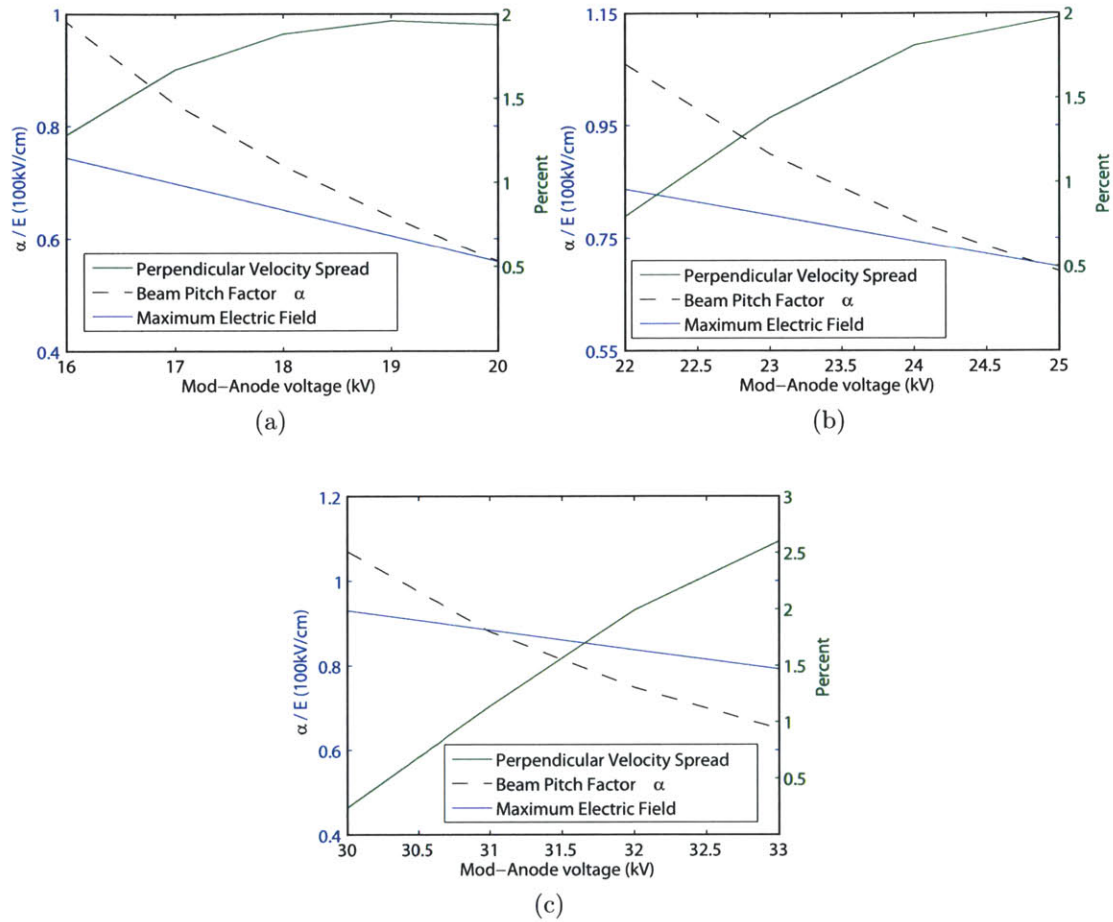 1
0.8
0.6
0.4
α / E (100kV/cm)
2
1.5
1
0.5
Percent
Perpendicular Velocity Spread
Beam Pitch Factor α
Maximum Electric Field
16 17 18 19 20
Mod–Anode voltage (kV)
(a)
1.15
0.95
0.75
0.55
α / E (100kV/cm)
2
1.5
1
0.5
Percent
Perpendicular Velocity Spread
Beam Pitch Factor α
Maximum Electric Field
22 22.5 23 23.5 24 24.5 25
Mod–Anode voltage (kV)
(b)
1.2
1
0.8
0.6
0.4
α / E (100kV/cm)
3
2.5
2
1.5
1
0.5
Percent
Perpendicular Velocity Spread
Beam Pitch Factor α
Maximum Electric Field
30 30.5 31 31.5 32 32.5 33
Mod–Anode voltage (kV)
(c)